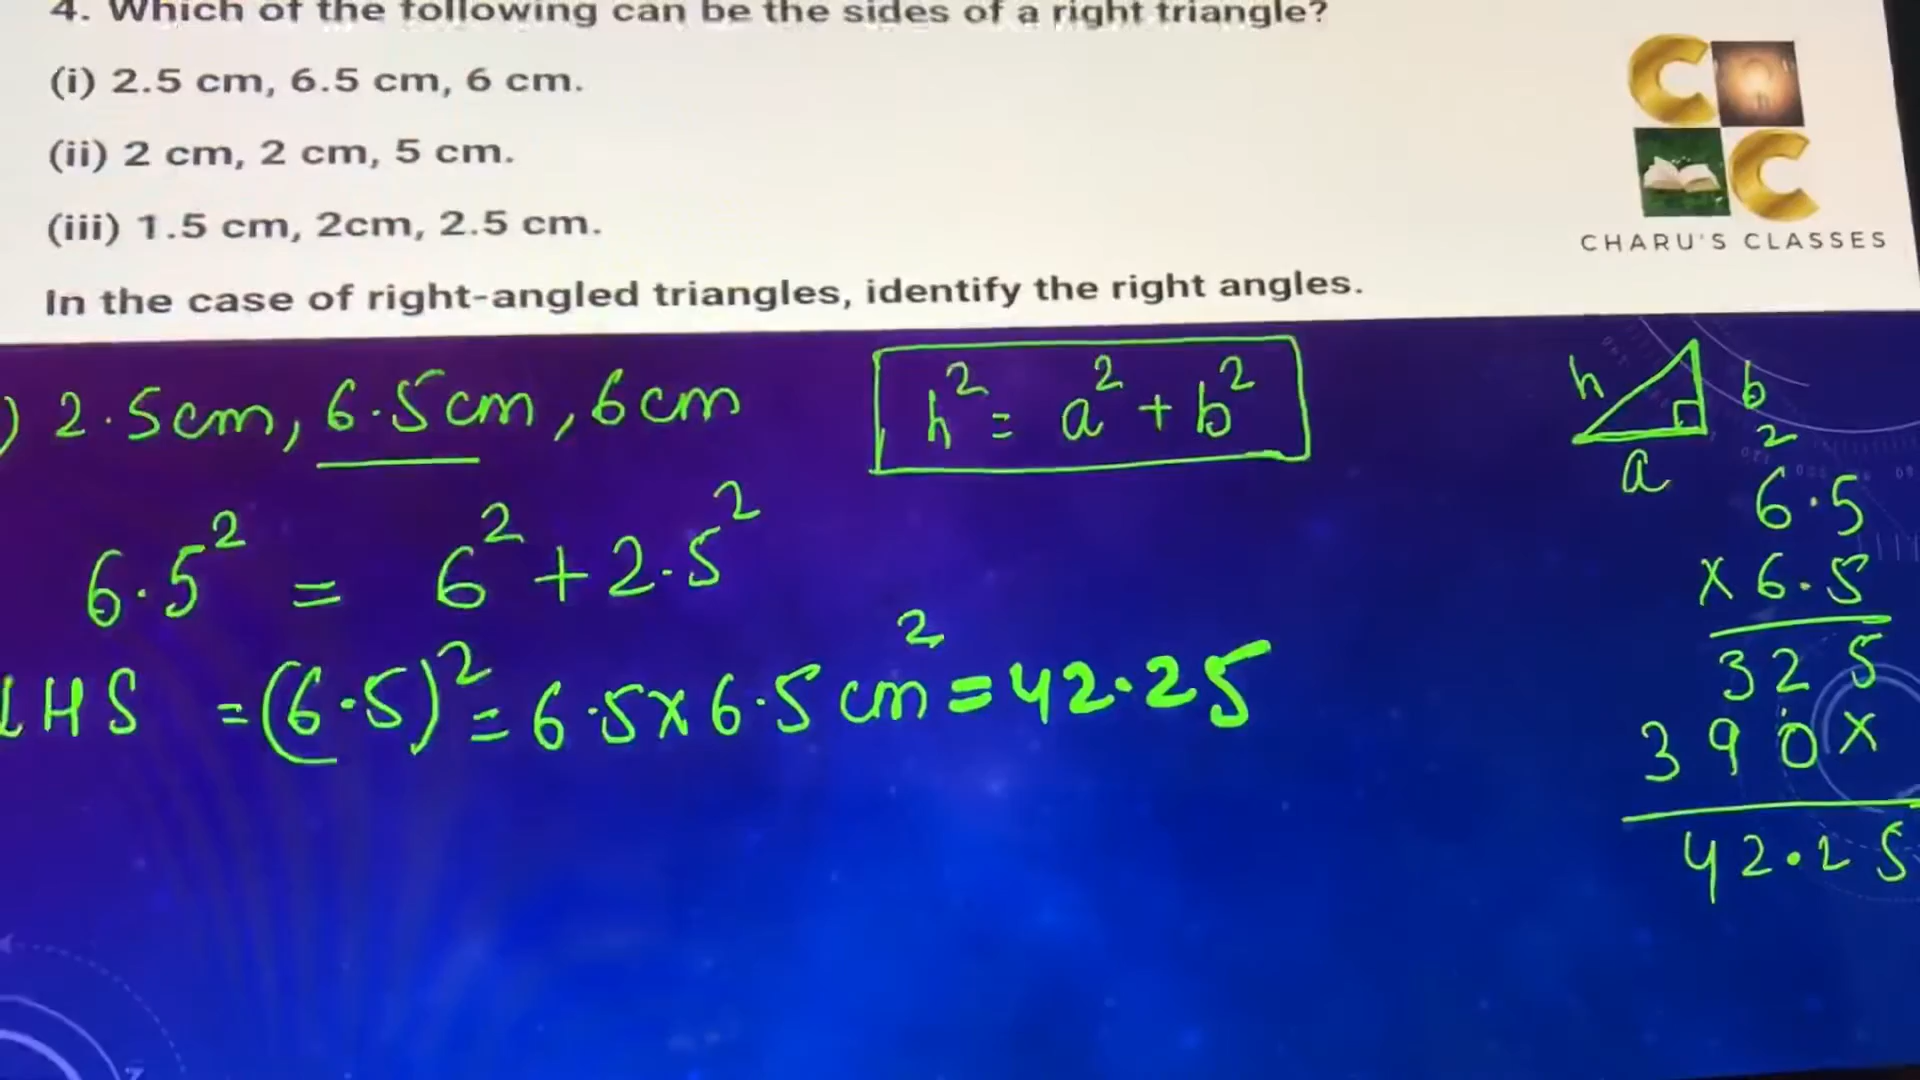 4. Which of the following can be the sides of a right triangle?
(i) 2.5 cm, 6.5 cm, 6 cm.
(ii) 2 cm, 2 cm, 5 cm.
(iii) 1.5 cm, 2cm, 2.5 cm.
In the case of right-angled triangles, identify the right angles.
C C
CHARU'S CLASSES
) 2.5cm, 6.5cm, 6cm
h² = a² + b²
h b
a
6.5² = 6² + 2.5²
LHS = (6.5)² = 6.5x6.5 cm² = 42.25
2
6.5
x 6.5
325
390x
42.25